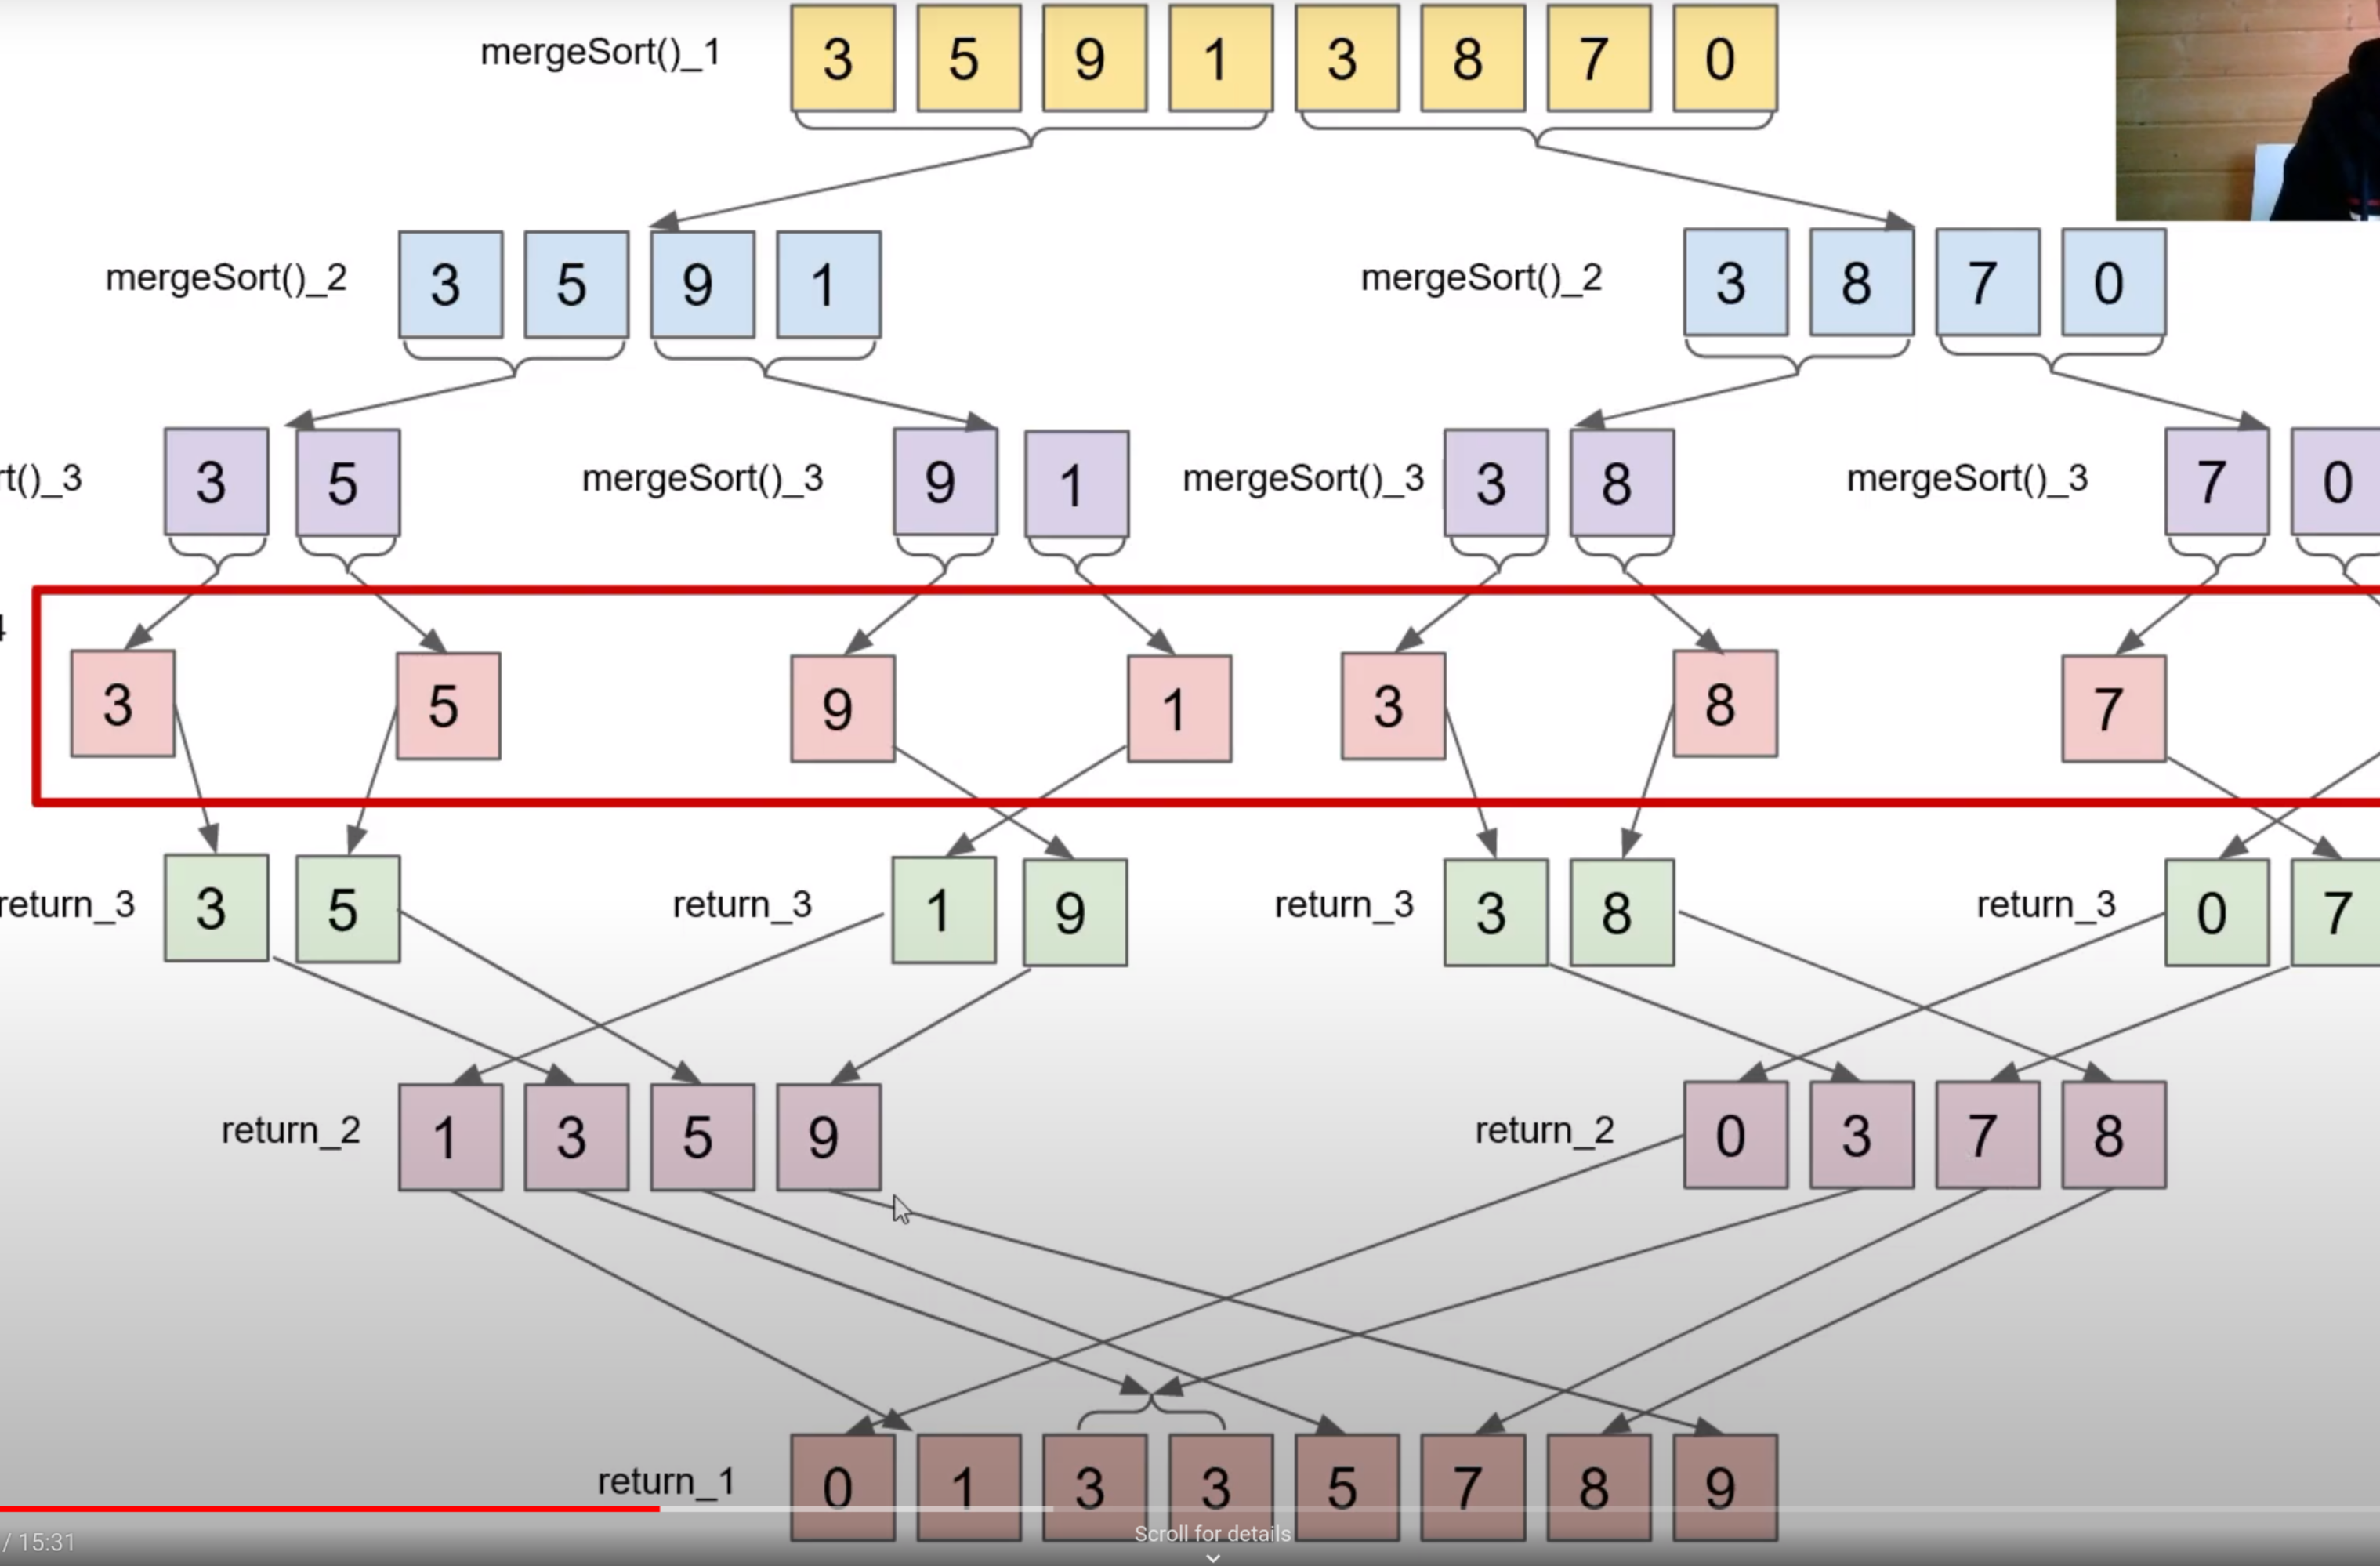 mergeSort()_1 3 5 9 1 3 8 7 0
mergeSort()_2 3 5 9 1 mergeSort()_2 3 8 7 0
rt()_3 3 5 mergeSort()_3 9 1 mergeSort()_3 3 8 mergeSort()_3 7 0
4
3 5 9 1 3 8 7
return_3 3 5 return_3 1 9 return_3 3 8 return_3 0 7
return_2 1 3 5 9 return_2 0 3 7 8
return_1 0 1 3 3 5 7 8 9
/ 15:31 Scroll for details